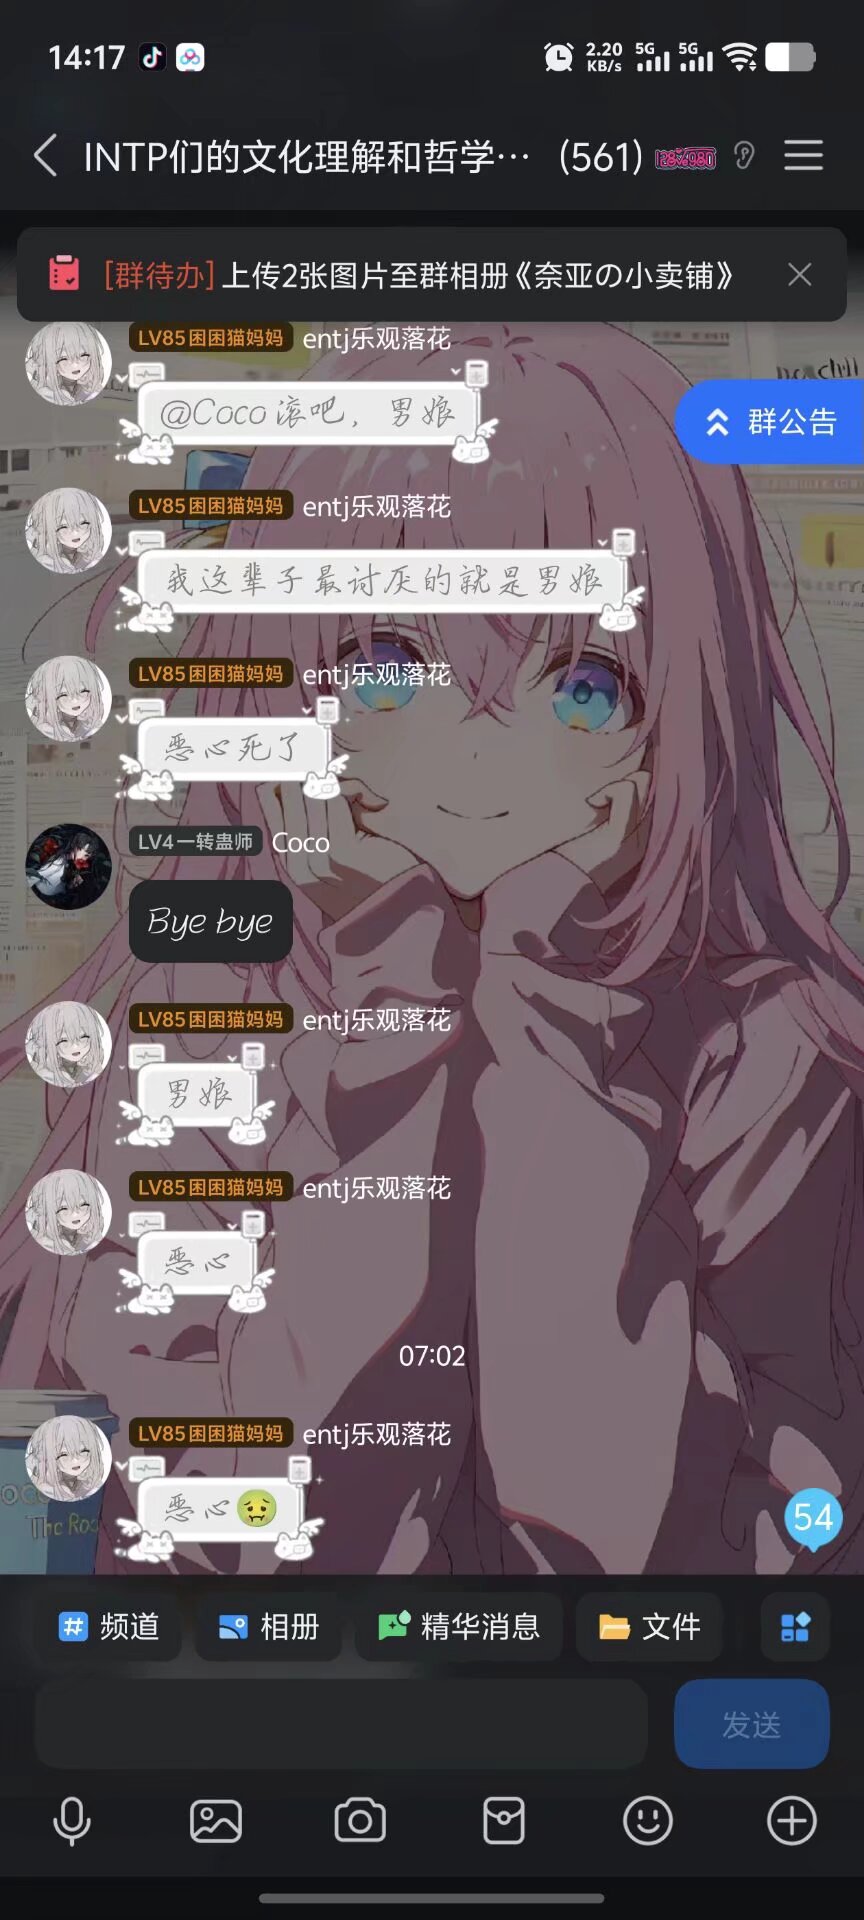 14:17
2.20
KB/s
5G
5G
INTP们的文化理解和哲学… (561)
[群待办]上传2张图片至群相册《奈亚の小卖铺》
群公告
LV85困困猫妈妈 entj乐观落花
@Coco 滚吧，男娘
LV85困困猫妈妈 entj乐观落花
我这辈子最讨厌的就是男娘
LV85困困猫妈妈 entj乐观落花
恶心死了
LV4一转蛊师 Coco
Bye bye
LV85困困猫妈妈 entj乐观落花
男娘
LV85困困猫妈妈 entj乐观落花
恶心
07:02
LV85困困猫妈妈 entj乐观落花
恶心🤢
The
54
频道
相册
精华消息
文件
发送